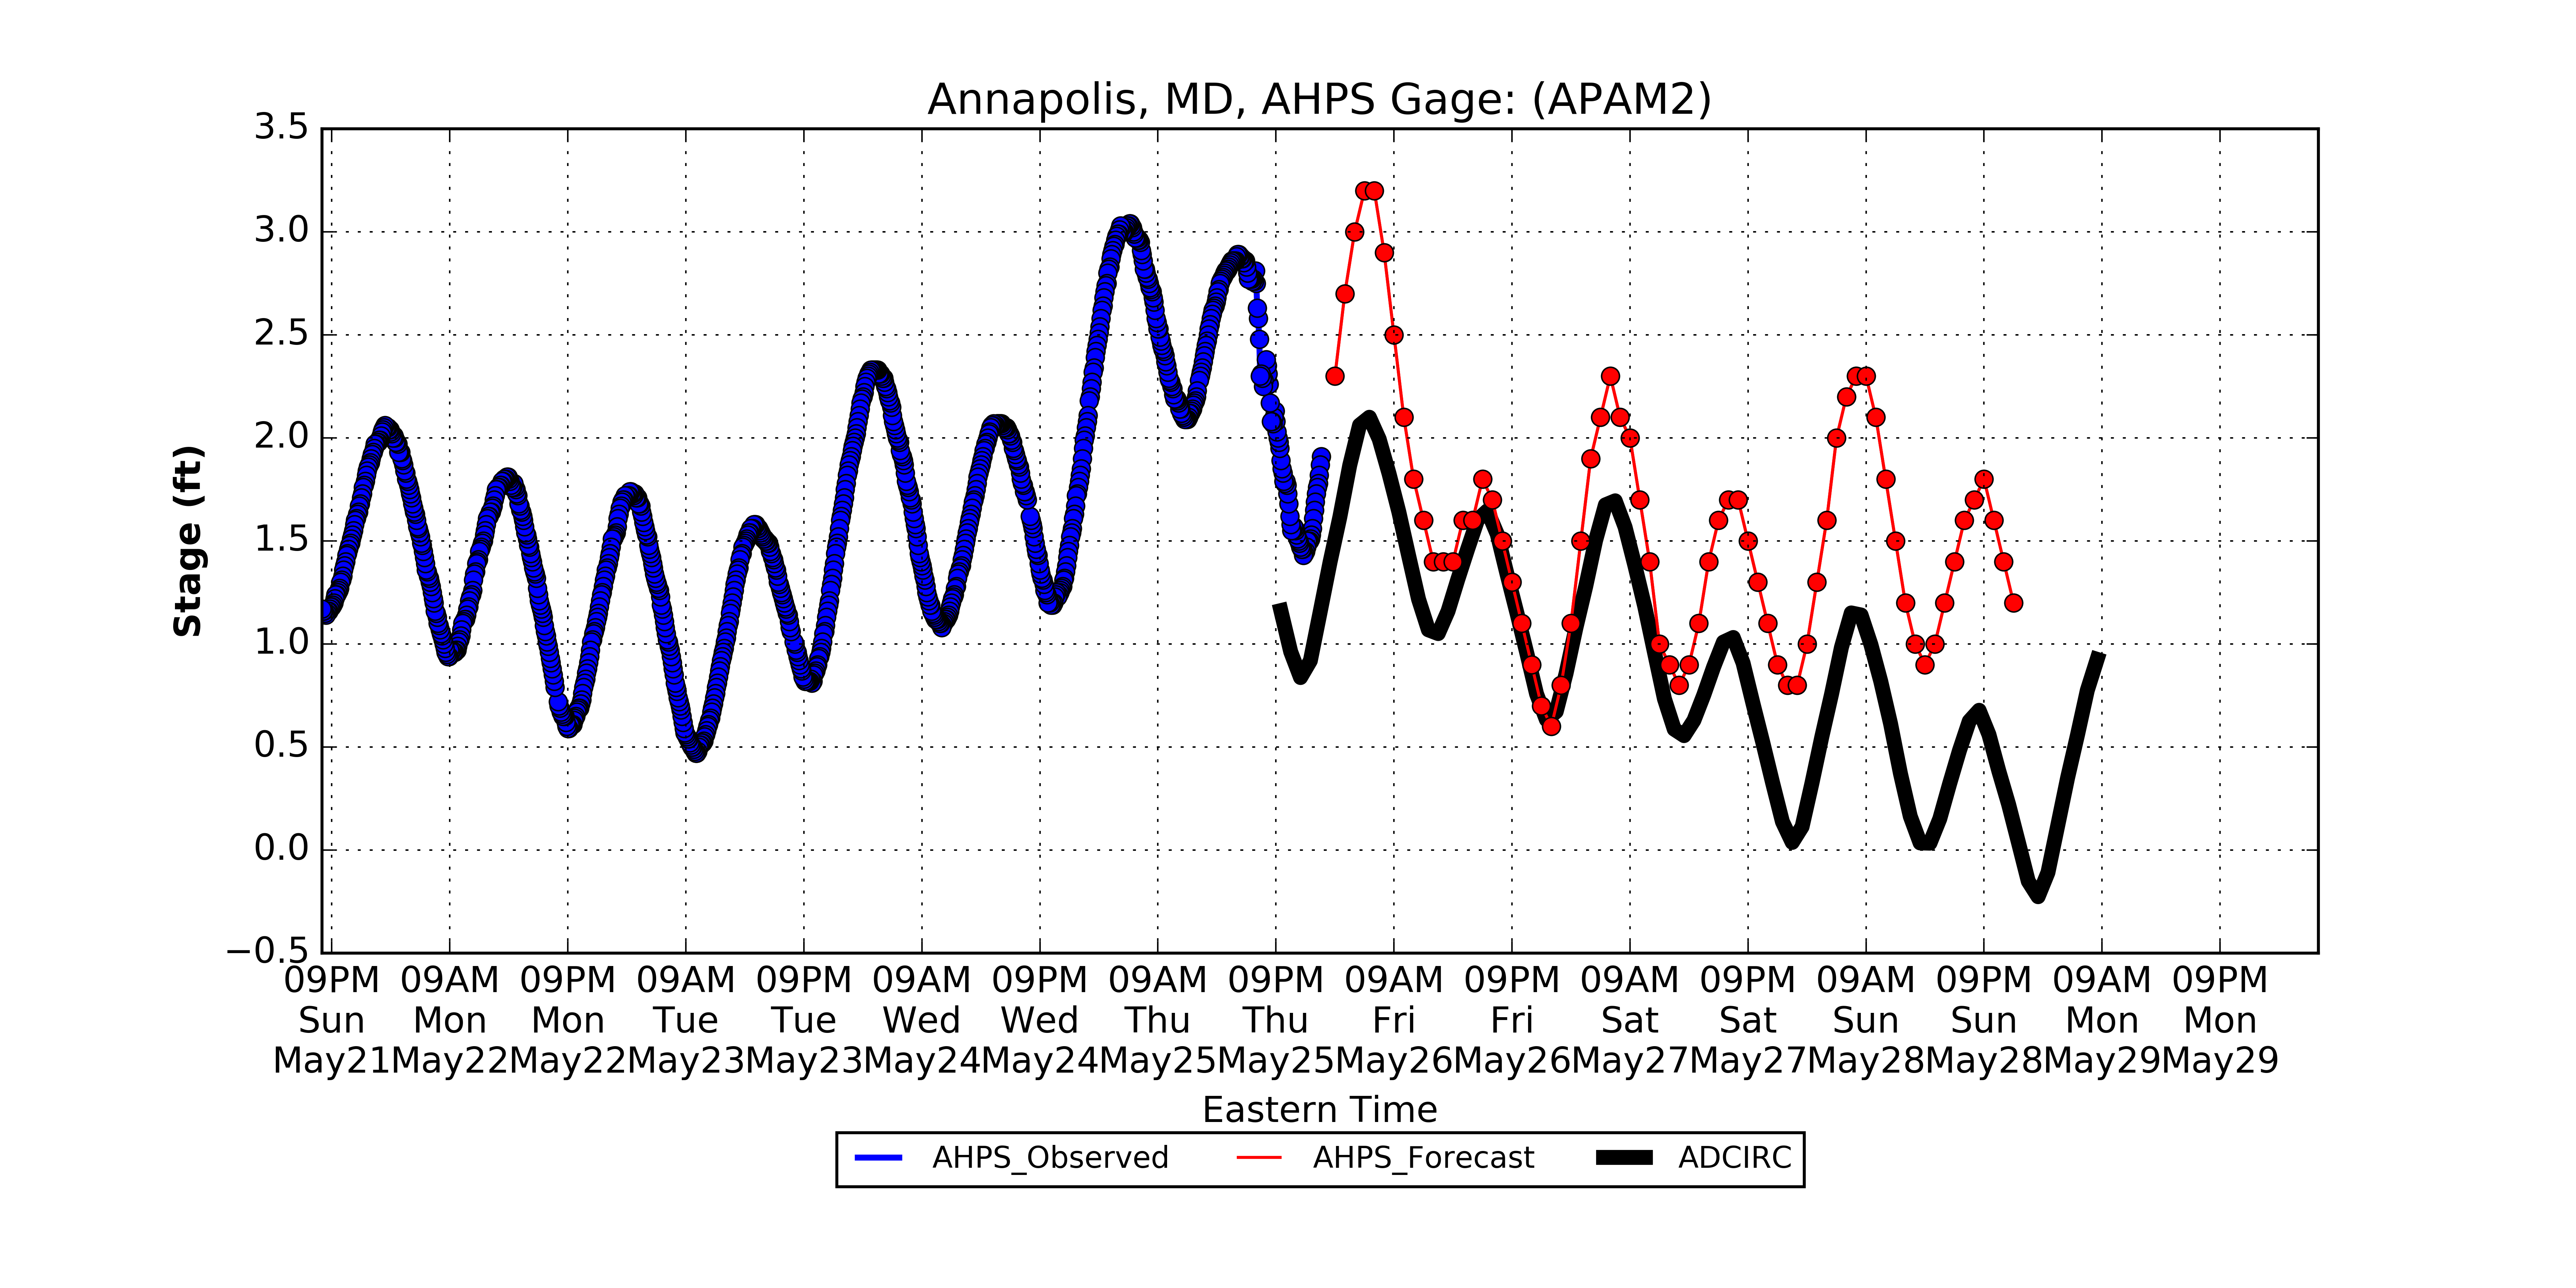 Annapolis, MD, AHPS Gage: (APAM2)
Stage (ft)
3.5
3.0
2.5
2.0
1.5
1.0
0.5
0.0
−0.5
09PM 09AM 09PM 09AM 09PM 09AM 09PM 09AM 09PM 09AM 09PM 09AM 09PM 09AM 09PM 09AM 09PM
Sun Mon Mon Tue Tue Wed Wed Thu Thu Fri Fri Sat Sat Sun Sun Mon Mon
May21 May22 May22 May23 May23 May24 May24 May25 May25 May26 May26 May27 May27 May28 May28 May29 May29
Eastern Time
AHPS_Observed AHPS_Forecast ADCIRC